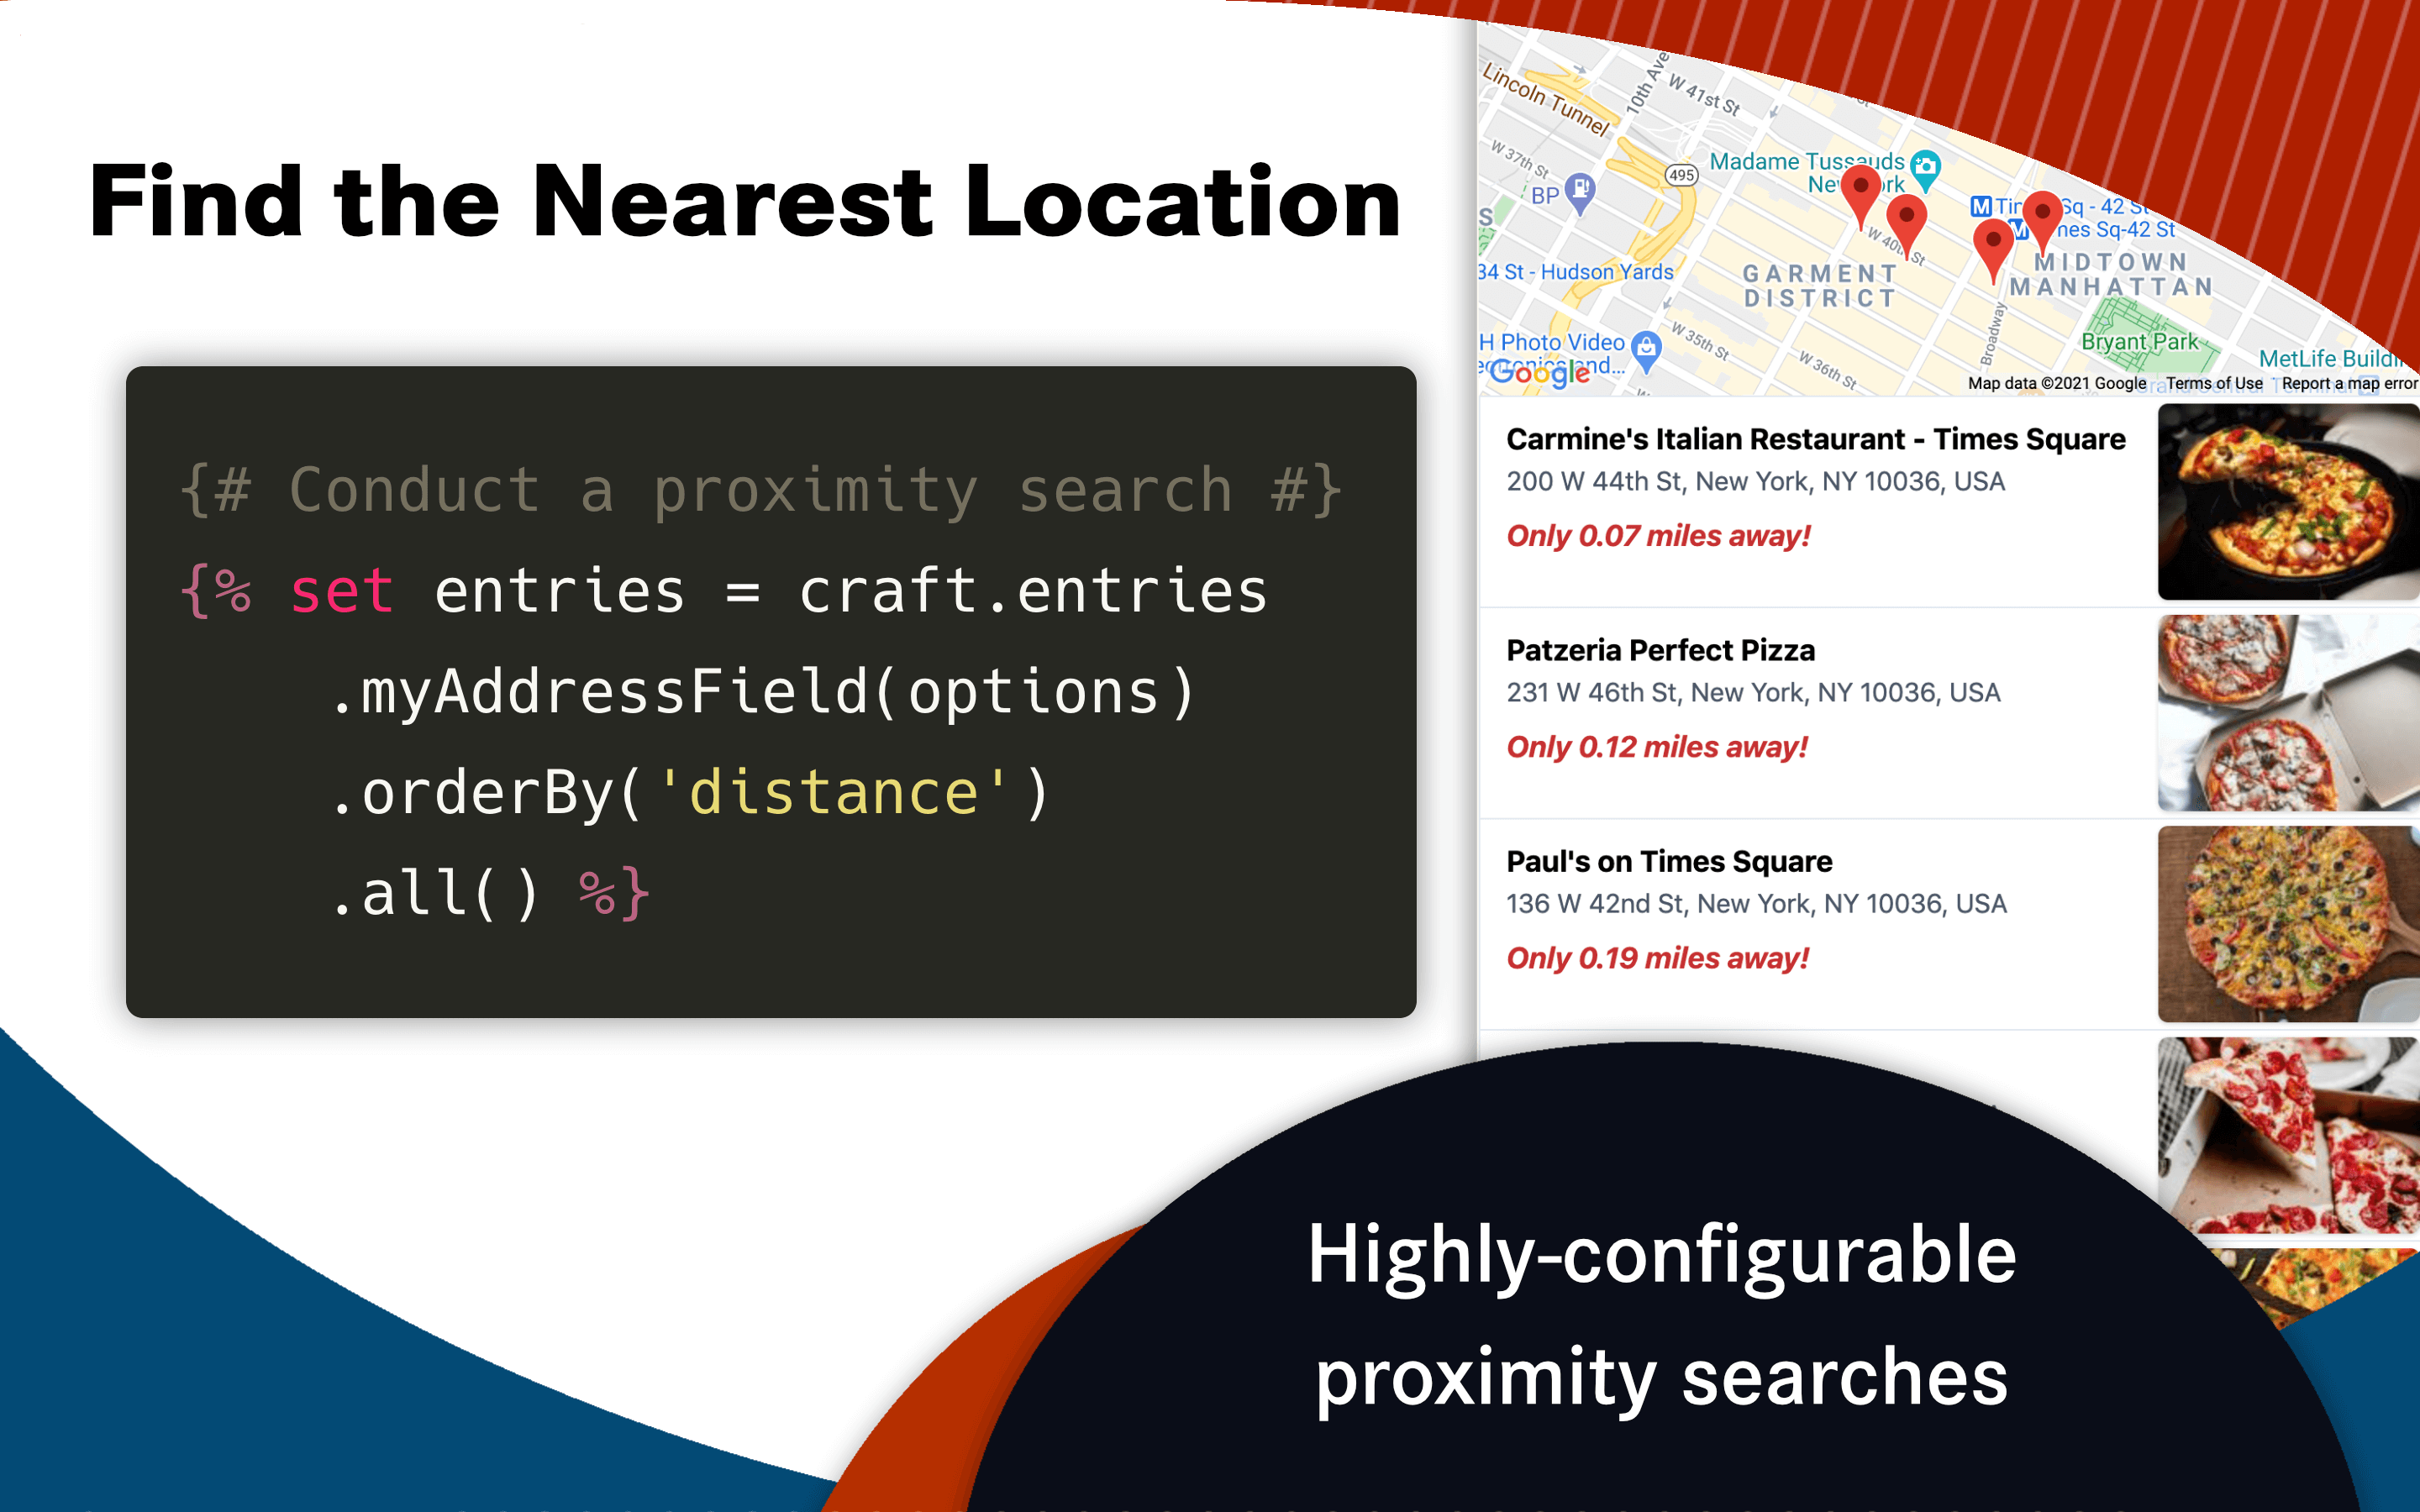 Find the Nearest Location
{# Conduct a proximity search #}
{% set entries = craft.entries
.myAddressField(options)
.orderBy('distance')
.all() %}
Lincoln Tunnel
10th Ave
W 41st St
W 37th St
495
Madame Tussauds
BP
M
Sq - 42 St
Sq-42 St
W 40th St
34 St - Hudson Yards
GARMENT
DISTRICT
MIDTOWN
MANHATTAN
H Photo Video
W 35th St
W 36th St
Broadway
Bryant Park
Google
Map data ©2021 Google
Terms of Use
Report a map error
Carmine's Italian Restaurant - Times Square
200 W 44th St, New York, NY 10036, USA
Only 0.07 miles away!
Patzeria Perfect Pizza
231 W 46th St, New York, NY 10036, USA
Only 0.12 miles away!
Paul's on Times Square
136 W 42nd St, New York, NY 10036, USA
Only 0.19 miles away!
Highly-configurable
proximity searches